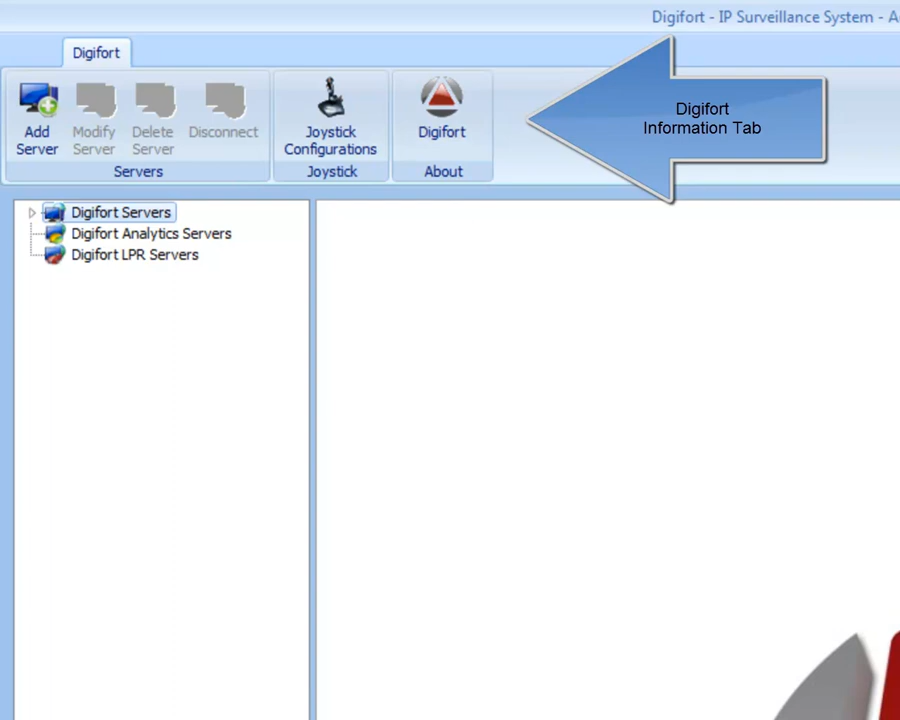 Digifort - IP Surveillance System - A
Digifort
Add Server
Modify Server
Delete Server
Disconnect
Servers
Joystick Configurations
Joystick
Digifort
About
Digifort
Information Tab
Digifort Servers
Digifort Analytics Servers
Digifort LPR Servers